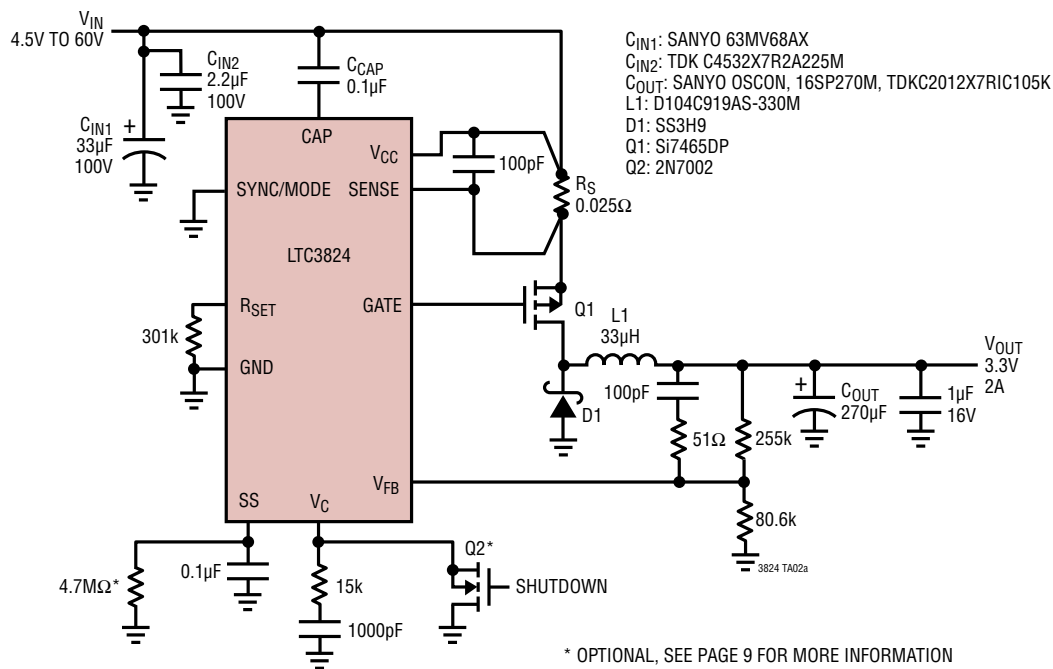 VIN
4.5V TO 60V
CIN2
2.2µF
100V
CIN1
33µF
100V
+
CCAP
0.1µF
CIN1: SANYO 63MV68AX
CIN2: TDK C4532X7R2A225M
COUT: SANYO OSCON, 16SP270M, TDKC2012X7RIC105K
L1: D104C919AS-330M
D1: SS3H9
Q1: Si7465DP
Q2: 2N7002
CAP
VCC
SYNC/MODE
SENSE
100pF
RS
0.025Ω
LTC3824
RSET
GATE
Q1
301k
GND
L1
33µH
VOUT
3.3V
2A
100pF
+
COUT
270µF
1µF
16V
D1
51Ω
255k
VFB
80.6k
3824 TA02a
SS
VC
4.7MΩ*
0.1µF
15k
1000pF
Q2*
SHUTDOWN
* OPTIONAL, SEE PAGE 9 FOR MORE INFORMATION